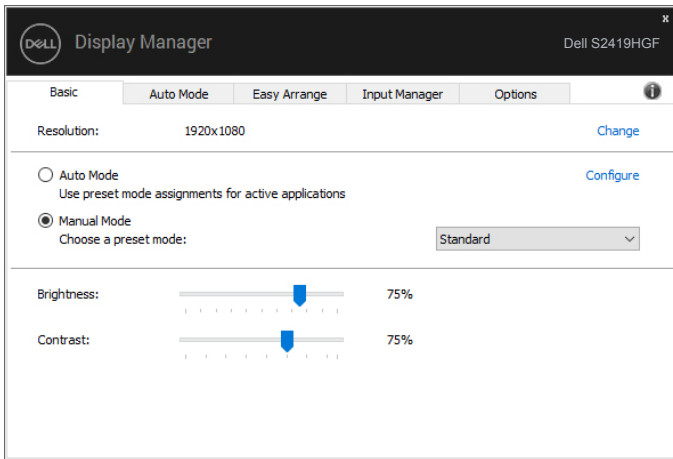 x
DELL Display Manager Dell S2419HGF
Basic Auto Mode Easy Arrange Input Manager Options i
Resolution: 1920x1080 Change
Auto Mode Configure
Use preset mode assignments for active applications
Manual Mode
Choose a preset mode: Standard
Brightness: 75%
Contrast: 75%